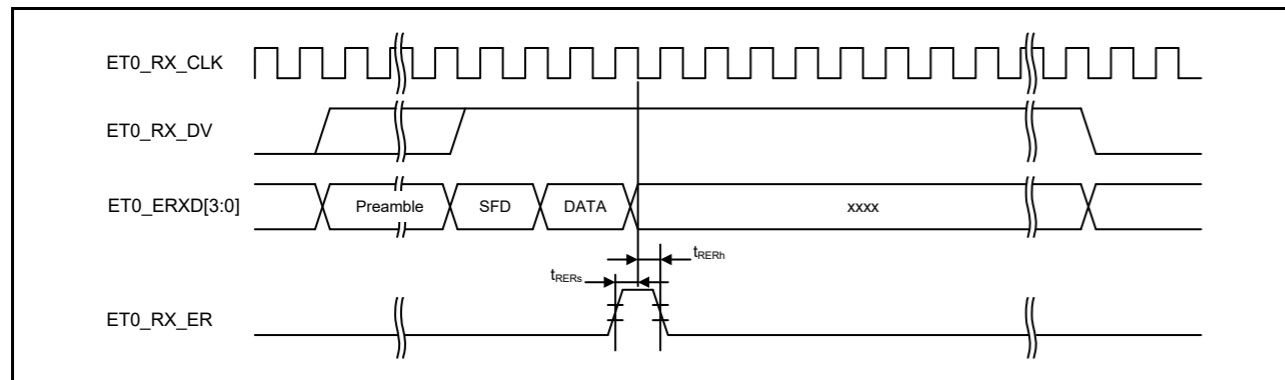 ET0_RX_CLK
ET0_RX_DV
ET0_ERXD[3:0]
Preamble
SFD
DATA
xxxx
tRERh
tRERs
ET0_RX_ER